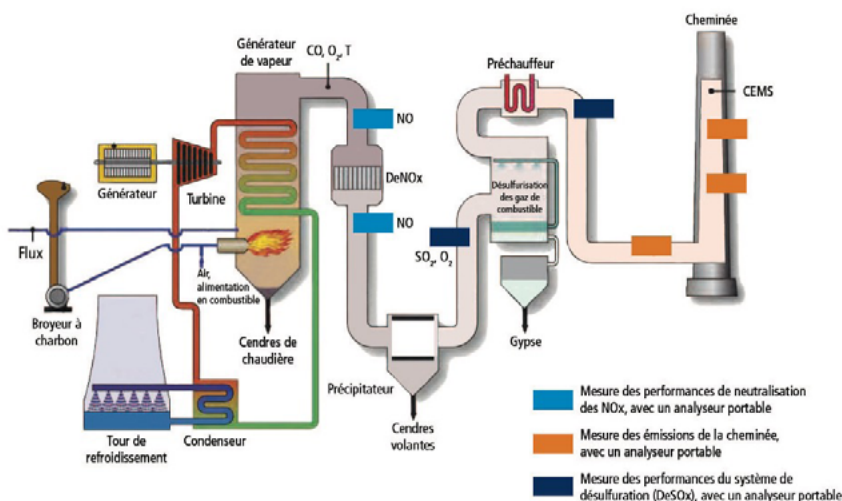 Cheminée
Générateur
de vapeur
CO, O₂, T
Préchauffeur
CEMS
NO
DeNOx
NO
Générateur
Turbine
Désulfurisation
des gaz de
combustible
SO₂, O₂
Flux
Air,
alimentation
en combustible
Broyeur à
charbon
Cendres de
chaudière
Gypse
Précipitateur
Cendres
volantes
Tour de
refroidissement
Condenseur
Mesure des performances de neutralisation
des NOx, avec un analyseur portable
Mesure des émissions de la cheminée,
avec un analyseur portable
Mesure des performances du système de
désulfuration (DeSOx), avec un analyseur portable